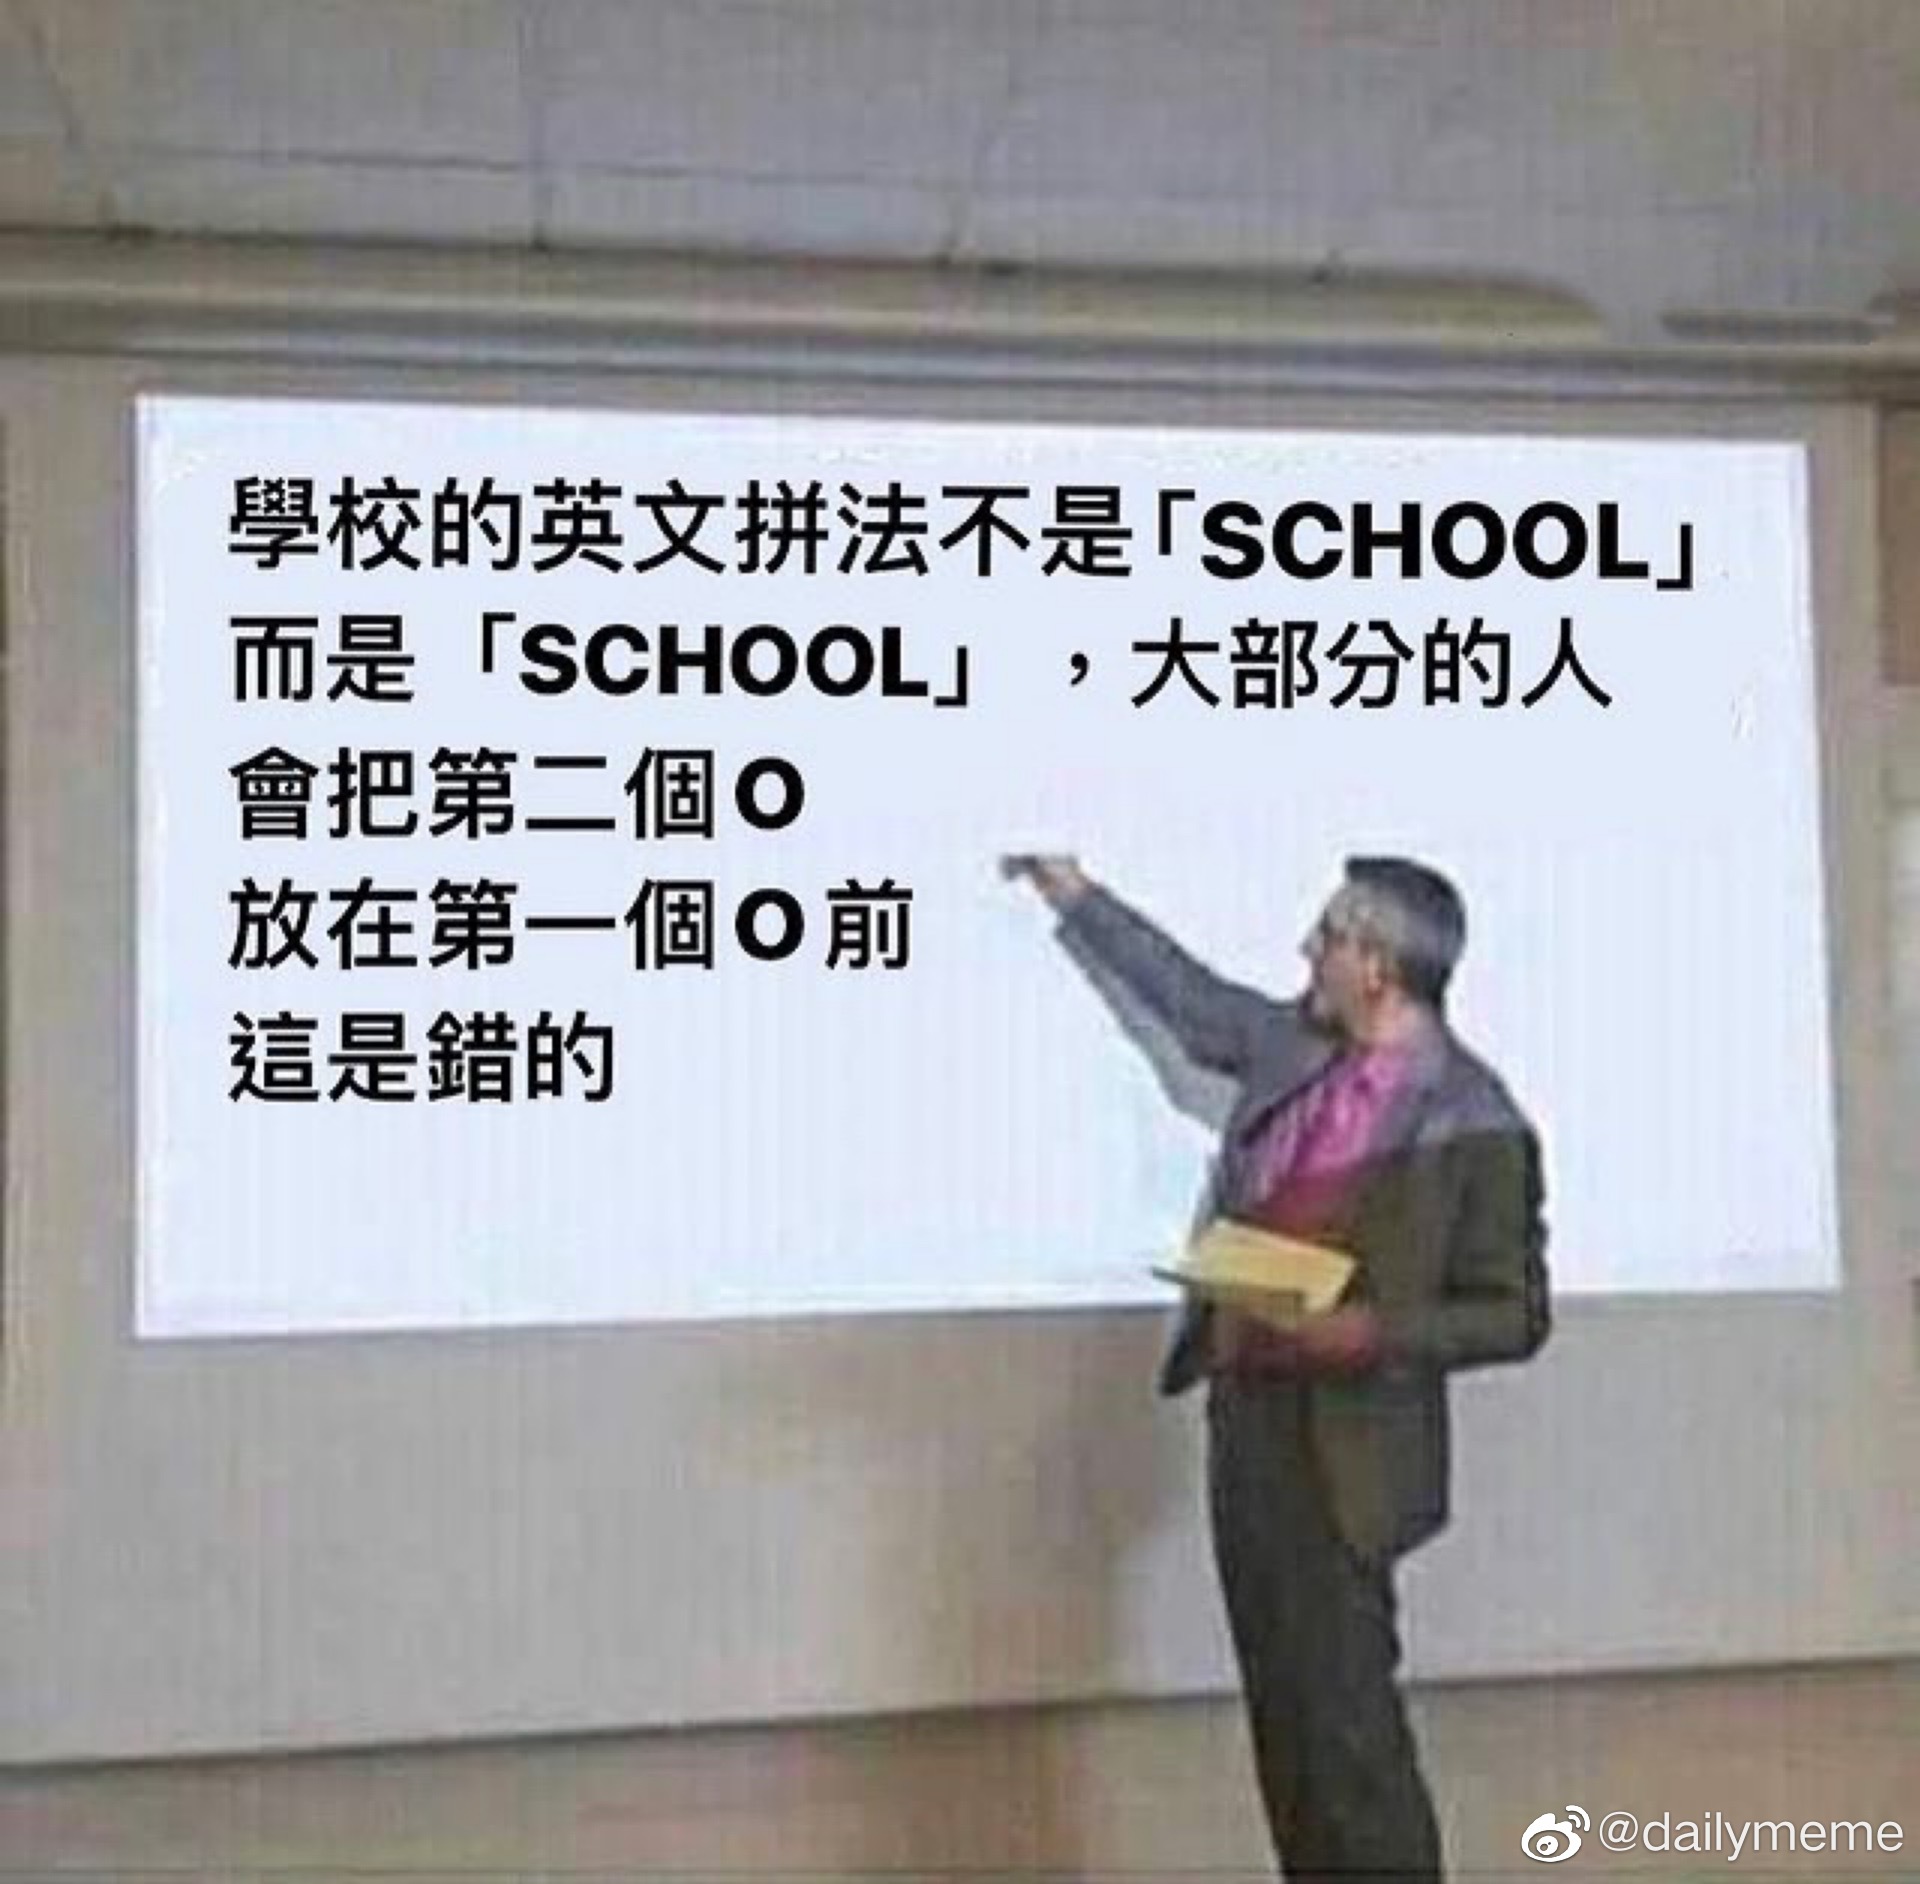 學校的英文拼法不是「SCHOOL」
而是「SCHOOL」，大部分的人
會把第二個O
放在第一個O前
這是錯的
@dailymeme